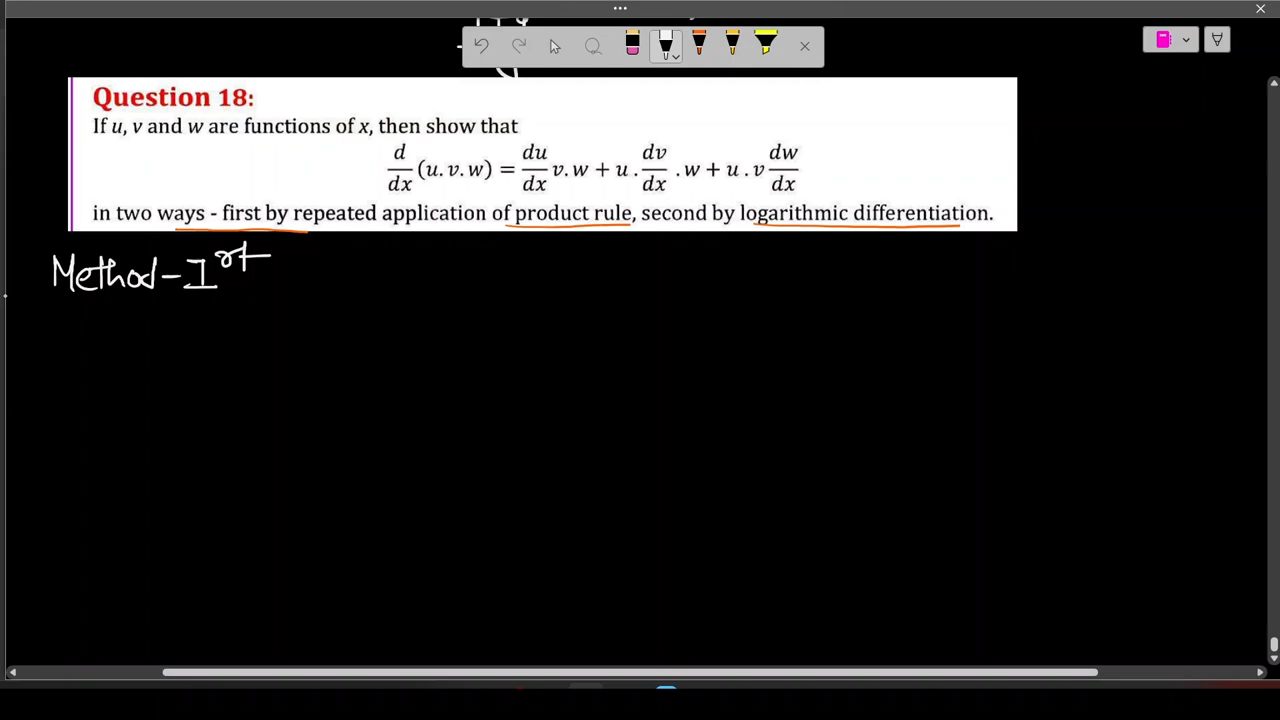 Question 18:
If u, v and w are functions of x, then show that
d/dx (u. v. w) = du/dx v. w + u . dv/dx . w + u . v dw/dx
in two ways - first by repeated application of product rule, second by logarithmic differentiation.
Method - I